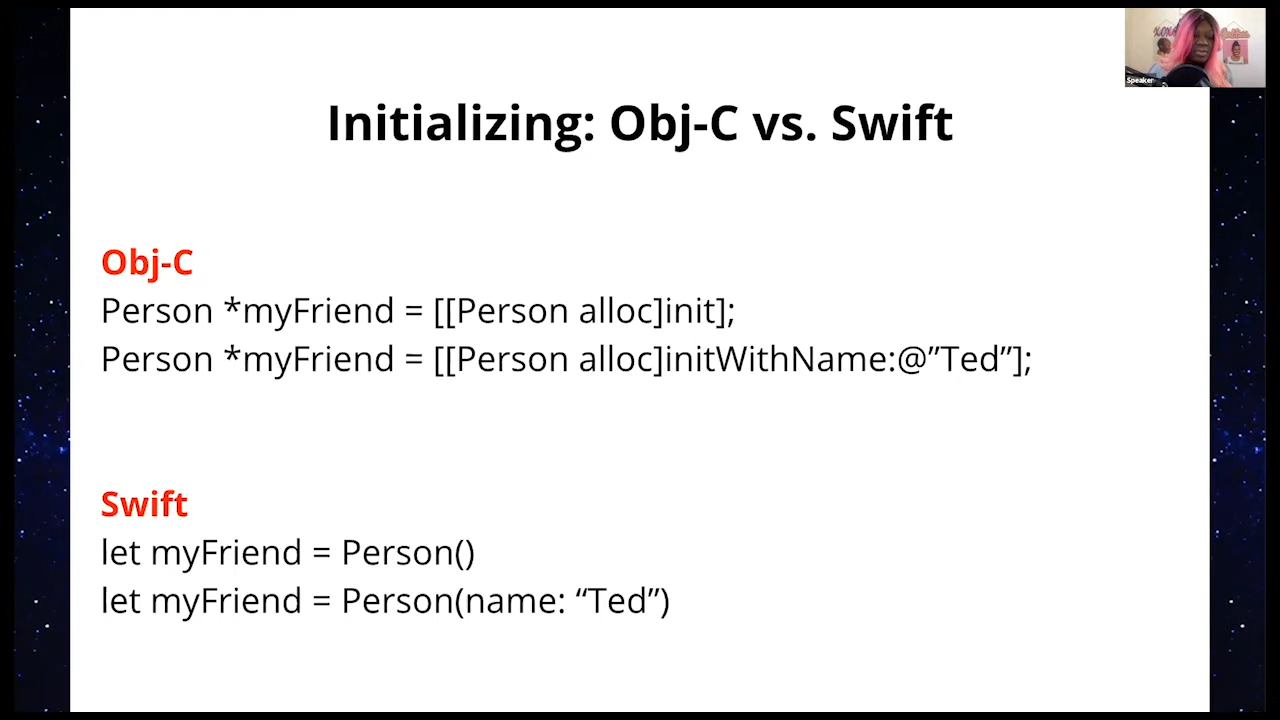 Initializing: Obj-C vs. Swift
Obj-C
Person *myFriend = [[Person alloc]init];
Person *myFriend = [[Person alloc]initWithName:@”Ted”];
Swift
let myFriend = Person()
let myFriend = Person(name: “Ted”)
Speaker